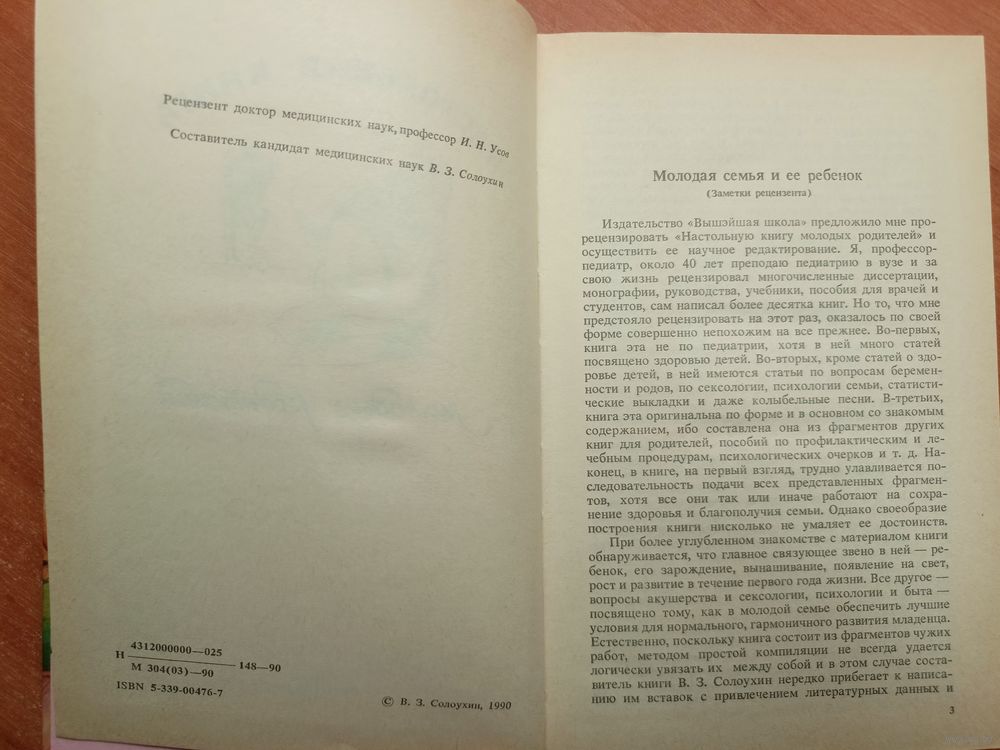 Рецензент доктор медицинских наук, профессор И. Н. Усов
Составитель кандидат медицинских наук В. З. Солоухин
4312000000—025
Н ———— 148—90
М 304(03)—90
ISBN 5-339-00476-7
© В. З. Солоухин, 1990
Молодая семья и ее ребенок
(Заметки рецензента)
Издательство «Вышэйшая школа» предложило мне про-
рецензировать «Настольную книгу молодых родителей» и
осуществить ее научное редактирование. Я, профессор-
педиатр, около 40 лет преподаю педиатрию в вузе и за
свою жизнь рецензировал многочисленные диссертации,
монографии, руководства, учебники, пособия для врачей и
студентов, сам написал более десятка книг. Но то, что мне
предстояло рецензировать на этот раз, оказалось по своей
форме совершенно непохожим на все прежнее. Во-первых,
книга эта не по педиатрии, хотя в ней много статей
посвящено здоровью детей. Во-вторых, кроме статей о здо-
ровье детей, в ней имеются статьи по вопросам беремен-
ности и родов, по сексологии, психологии семьи, статисти-
ческие выкладки и даже колыбельные песни. В-третьих,
книга эта оригинальна по форме и в основном со знакомым
содержанием, ибо составлена она из фрагментов других
книг для родителей, пособий по профилактическим и ле-
чебным процедурам, психологических очерков и т. д. На-
конец, в книге, на первый взгляд, трудно улавливается по-
следовательность подачи всех представленных фрагмен-
тов, хотя все они так или иначе работают на сохра-
нение здоровья и благополучия семьи. Однако своеобразие
построения книги нисколько не умаляет ее достоинств.
При более углубленном знакомстве с материалом книги
обнаруживается, что главное связующее звено в ней — ре-
бенок, его зарождение, вынашивание, появление на свет,
рост и развитие в течение первого года жизни. Все другое —
вопросы акушерства и сексологии, психологии и быта —
посвящено тому, как в молодой семье обеспечить лучшие
условия для нормального, гармоничного развития младенца.
Естественно, поскольку книга состоит из фрагментов чужих
работ, методом простой компиляции не всегда удается
логически увязать их между собой и в этом случае соста-
витель книги В. З. Солоухин нередко прибегает к написа-
нию им вставок с привлечением литературных данных и
3